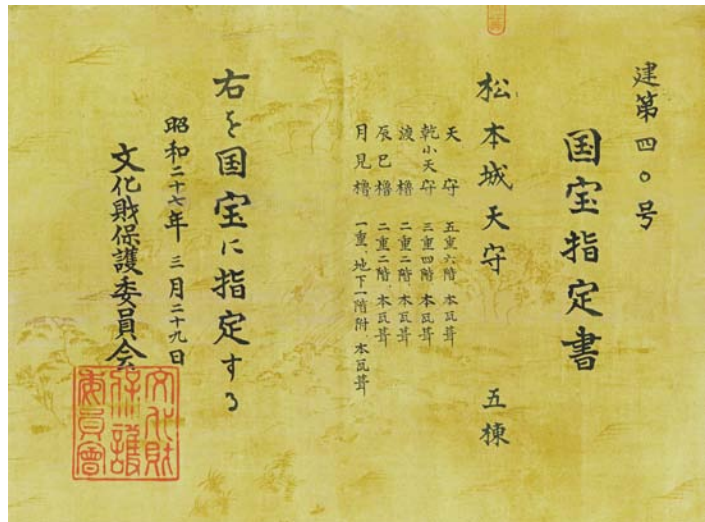 建第四〇号
国宝指定書
松本城天守 五棟
天守 五重六階、本瓦葺
乾小天守 三重四階、本瓦葺
渡櫓 二重二階、本瓦葺
辰巳櫓 二重二階、本瓦葺
月見櫓 一重、地下一階附、本瓦葺
右を国宝に指定する
昭和二十七年三月二十九日
文化財保護委員会
文化財
保護
委員會